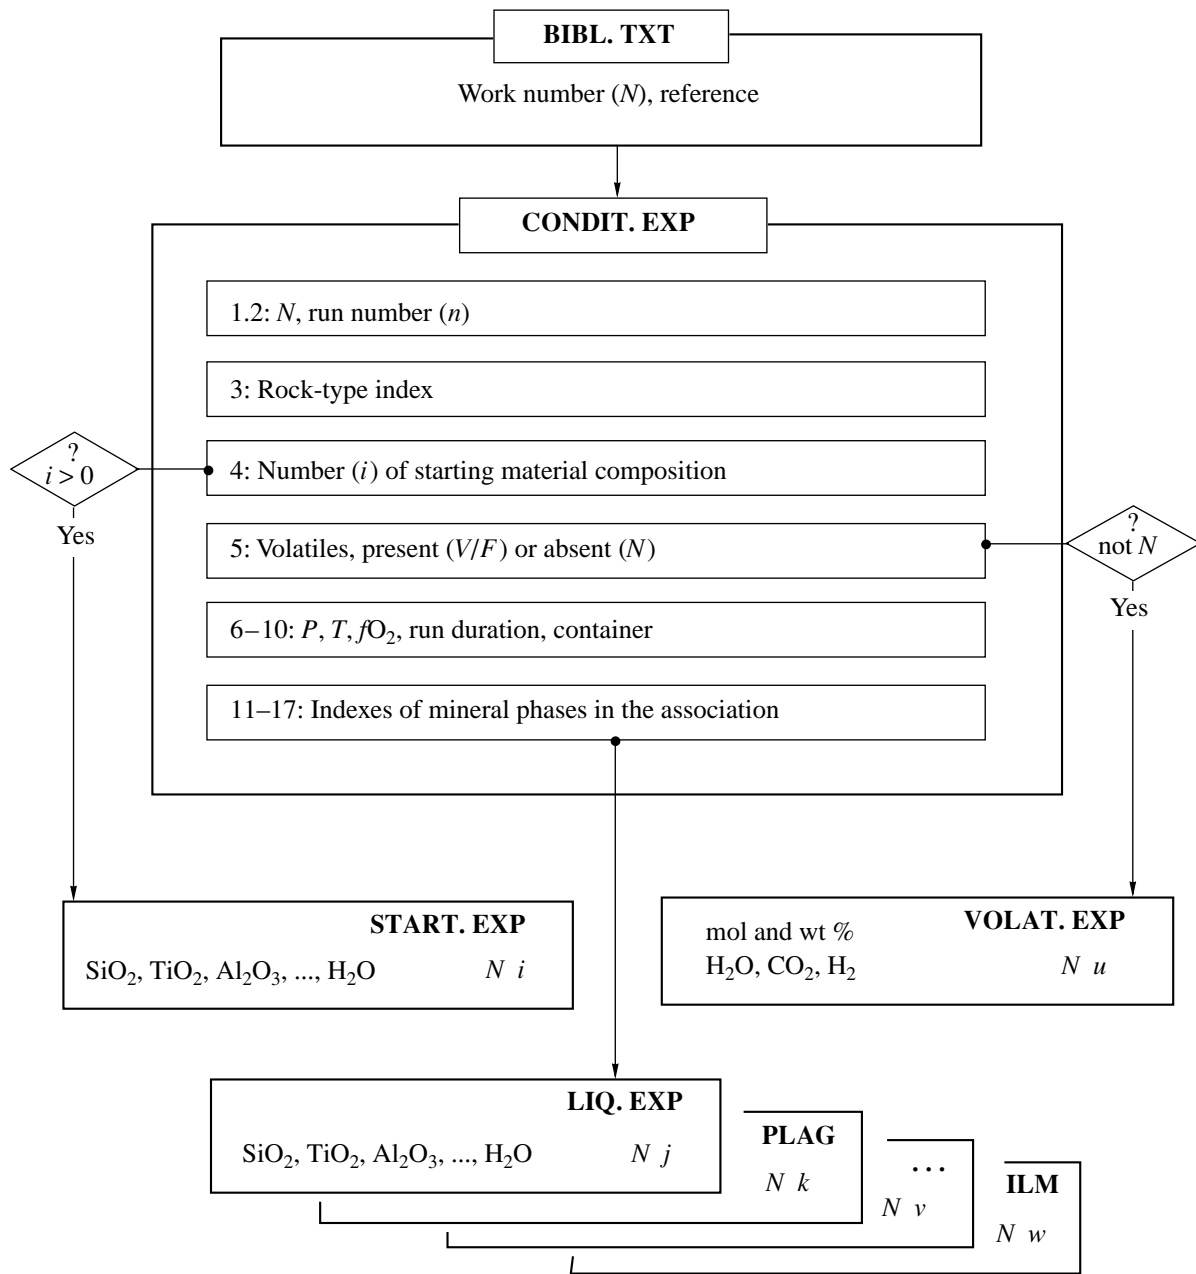 BIBL. TXT
Work number (N), reference
CONDIT. EXP
1.2: N, run number (n)
3: Rock-type index
?
i > 0
Yes
4: Number (i) of starting material composition
5: Volatiles, present (V/F) or absent (N)
?
not N
Yes
6–10: P, T, fO₂, run duration, container
11–17: Indexes of mineral phases in the association
START. EXP
SiO₂, TiO₂, Al₂O₃, ..., H₂O N i
VOLAT. EXP
mol and wt %
H₂O, CO₂, H₂ N u
LIQ. EXP
SiO₂, TiO₂, Al₂O₃, ..., H₂O N j
PLAG
N k
...
N v
ILM
N w